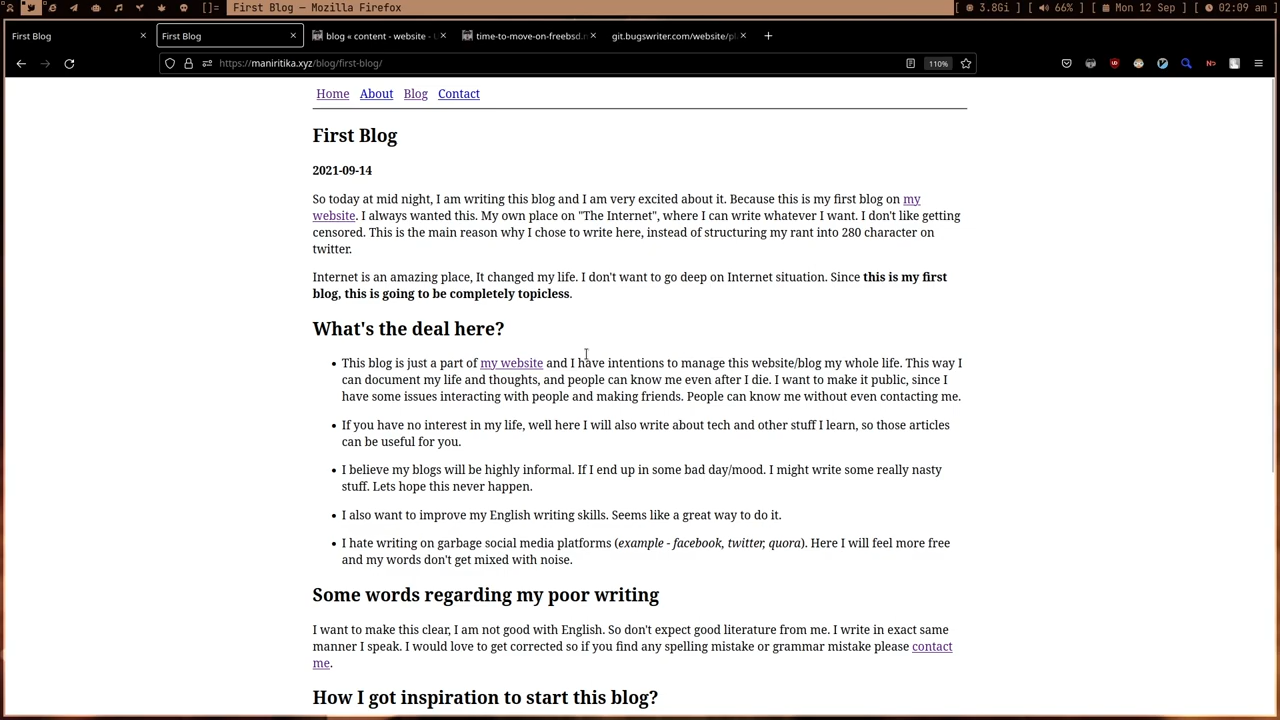 []= First Blog — Mozilla Firefox [ 3.8Gi ] [ 66% ] [ Mon 12 Sep ] [ 02:09 am ]
First Blog First Blog blog « content - website - time-to-move-on-freebsd.n git.bugswriter.com/website/pl
https://maniritika.xyz/blog/first-blog/ 110%
Home About Blog Contact
First Blog
2021-09-14
So today at mid night, I am writing this blog and I am very excited about it. Because this is my first blog on my
website. I always wanted this. My own place on "The Internet", where I can write whatever I want. I don't like getting
censored. This is the main reason why I chose to write here, instead of structuring my rant into 280 character on
twitter.
Internet is an amazing place, It changed my life. I don't want to go deep on Internet situation. Since this is my first
blog, this is going to be completely topicless.
What's the deal here?
• This blog is just a part of my website and I have intentions to manage this website/blog my whole life. This way I
can document my life and thoughts, and people can know me even after I die. I want to make it public, since I
have some issues interacting with people and making friends. People can know me without even contacting me.
• If you have no interest in my life, well here I will also write about tech and other stuff I learn, so those articles
can be useful for you.
• I believe my blogs will be highly informal. If I end up in some bad day/mood. I might write some really nasty
stuff. Lets hope this never happen.
• I also want to improve my English writing skills. Seems like a great way to do it.
• I hate writing on garbage social media platforms (example - facebook, twitter, quora). Here I will feel more free
and my words don't get mixed with noise.
Some words regarding my poor writing
I want to make this clear, I am not good with English. So don't expect good literature from me. I write in exact same
manner I speak. I would love to get corrected so if you find any spelling mistake or grammar mistake please contact
me.
How I got inspiration to start this blog?